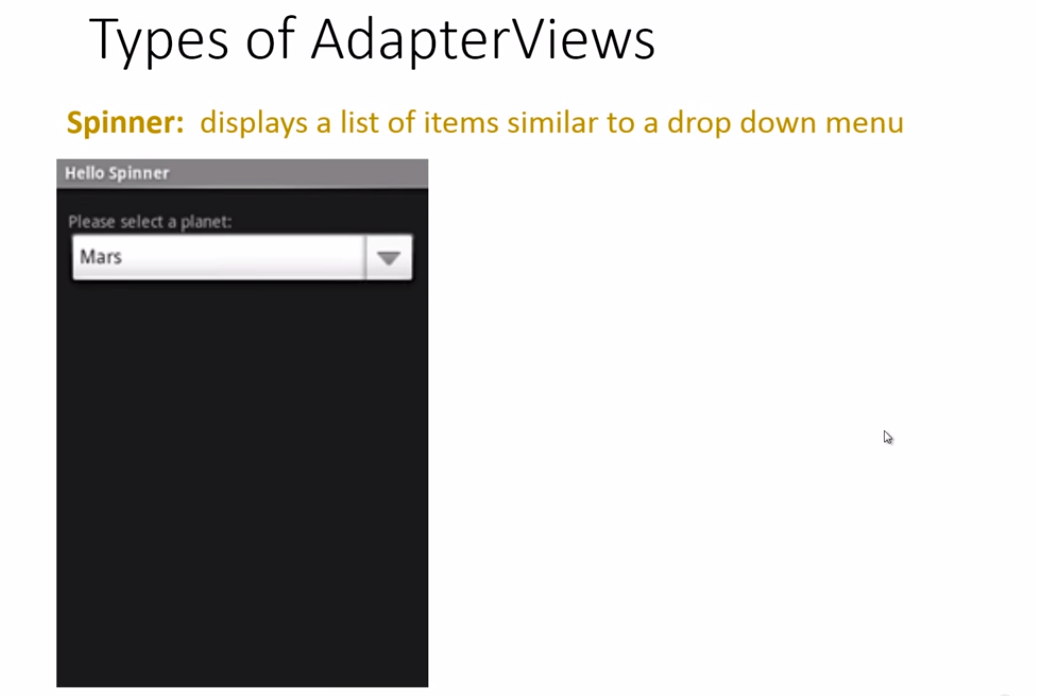 Types of AdapterViews
Spinner: displays a list of items similar to a drop down menu
Hello Spinner
Please select a planet:
Mars